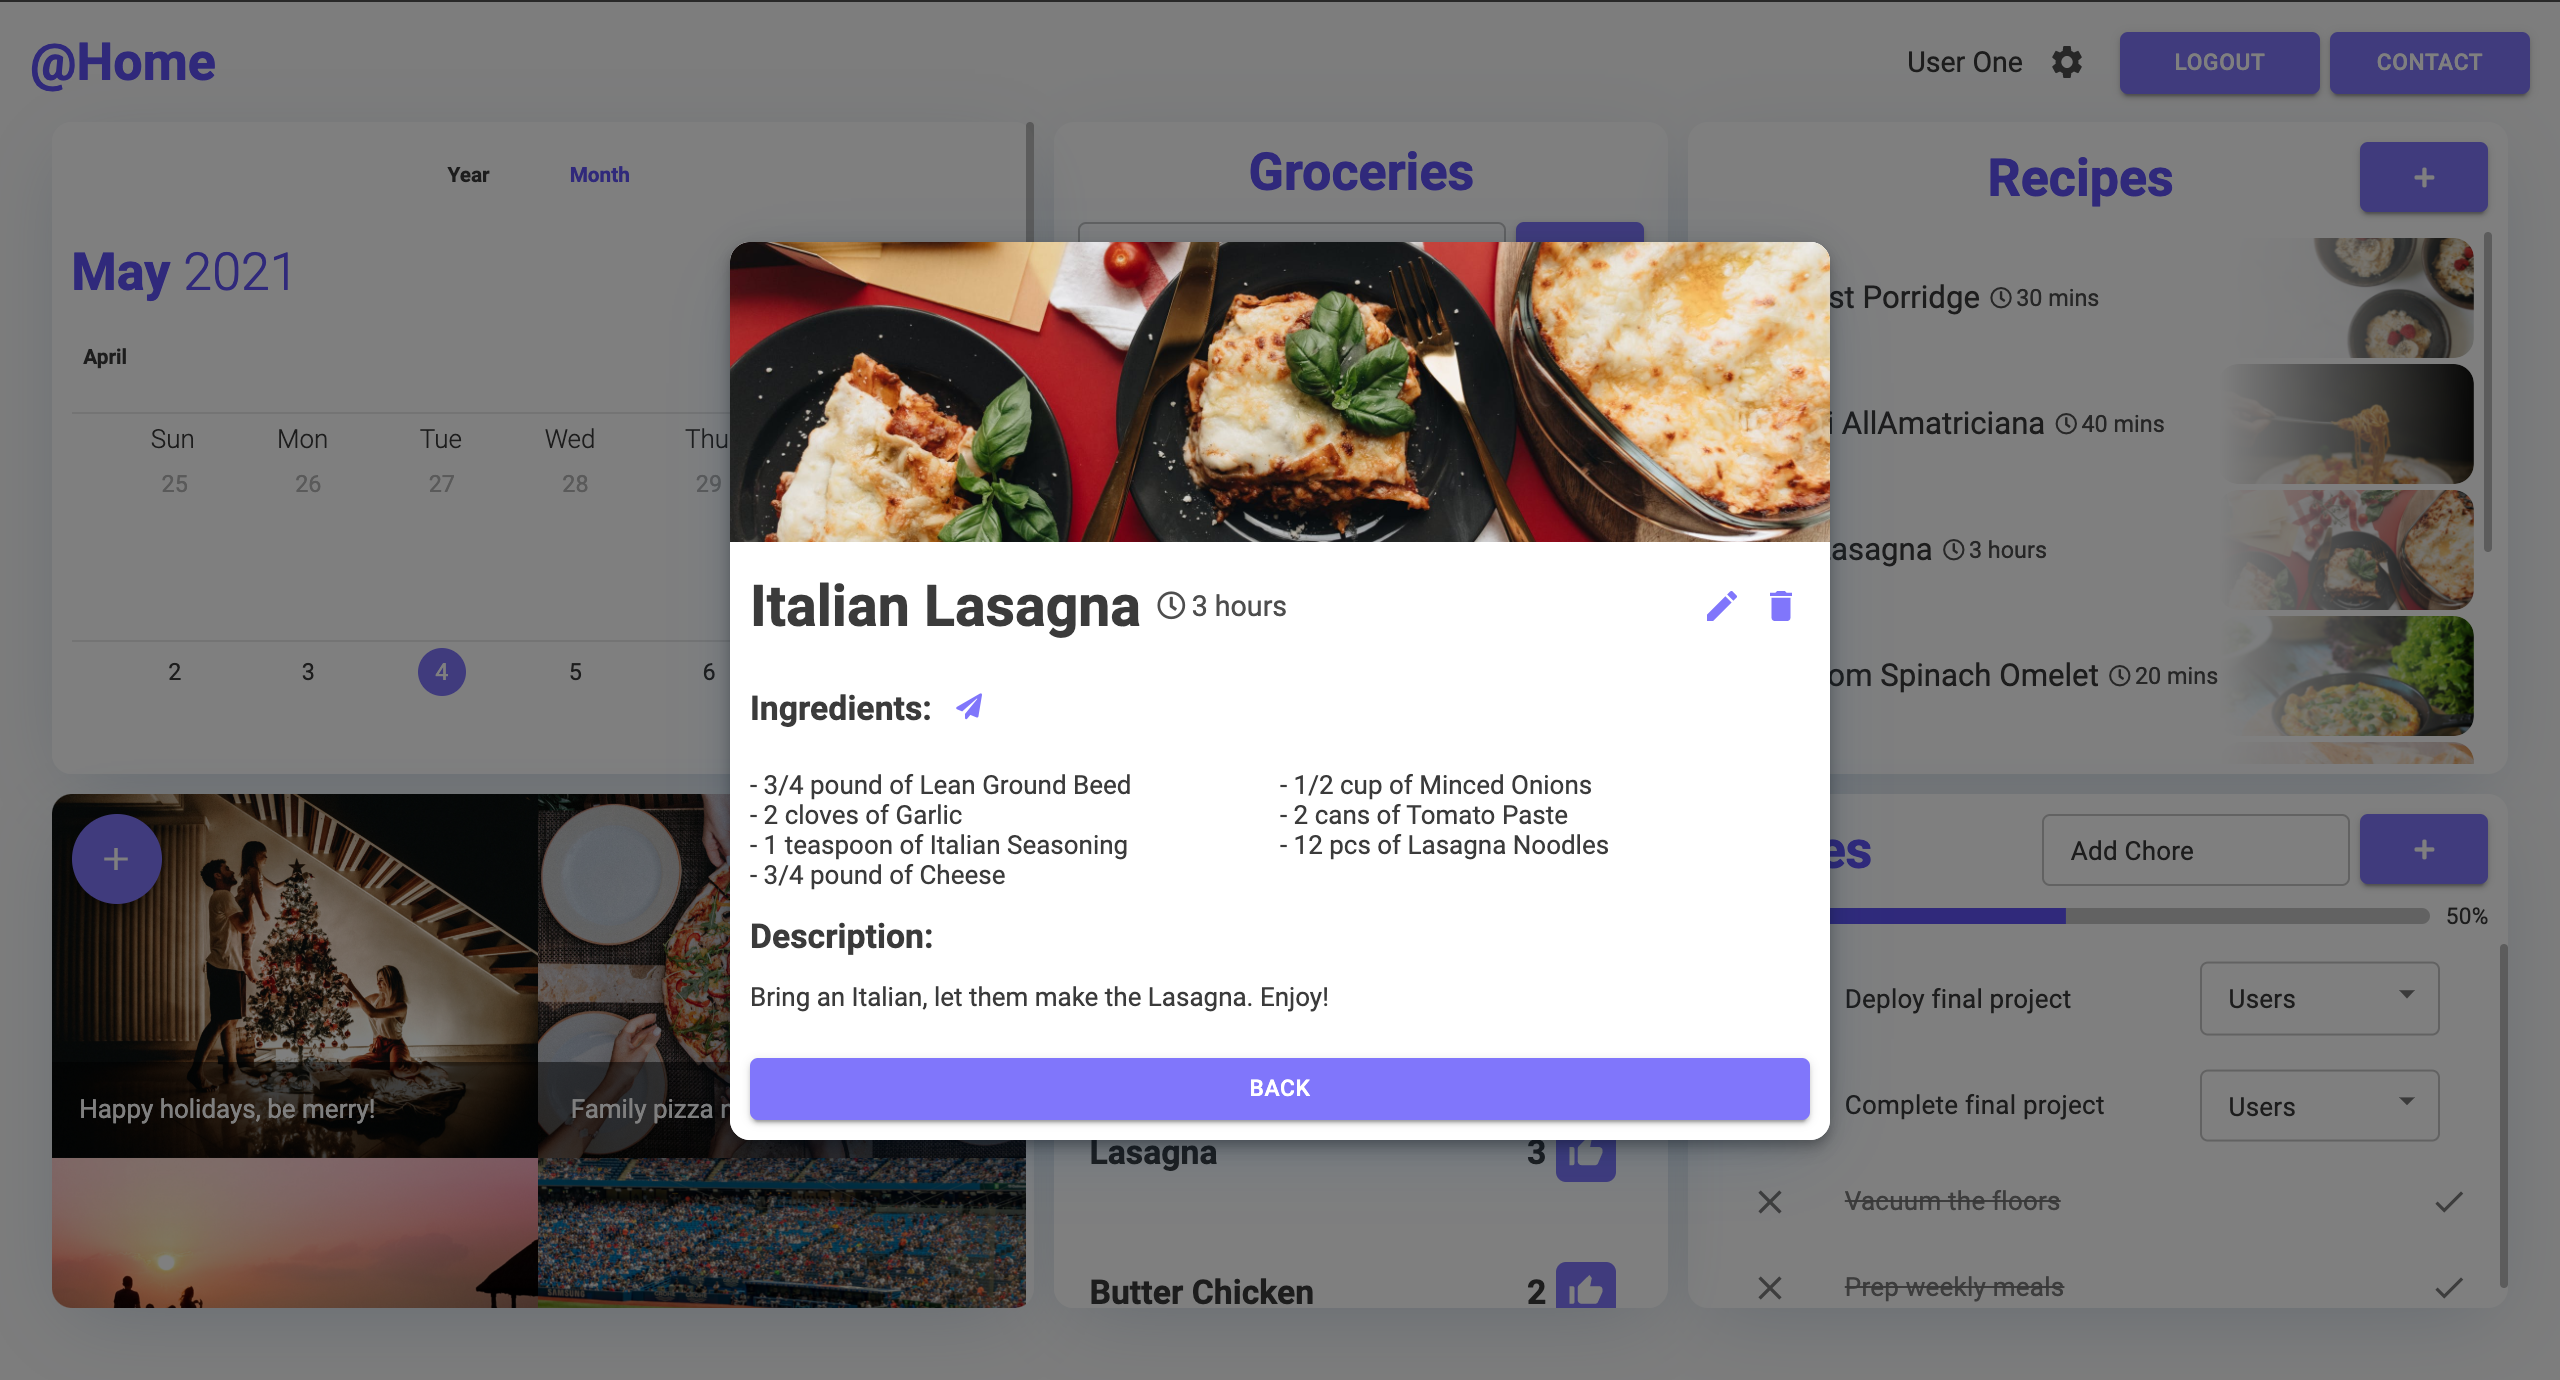 @Home
User One
LOGOUT
CONTACT
Year
Month
May 2021
April
Sun Mon Tue Wed Thu
25 26 27 28 29
2 3 4 5 6
Groceries
Recipes
+
st Porridge 30 mins
i AllAmatriciana 40 mins
asagna 3 hours
om Spinach Omelet 20 mins
Italian Lasagna 3 hours
Ingredients:
- 3/4 pound of Lean Ground Beed
- 2 cloves of Garlic
- 1 teaspoon of Italian Seasoning
- 3/4 pound of Cheese
- 1/2 cup of Minced Onions
- 2 cans of Tomato Paste
- 12 pcs of Lasagna Noodles
Description:
Bring an Italian, let them make the Lasagna. Enjoy!
BACK
+
Happy holidays, be merry!
Family pizza
SAMSUNG
Lasagna 3
Butter Chicken 2
es
Add Chore
+
50%
Deploy final project
Users
Complete final project
Users
Vacuum the floors
Prep weekly meals